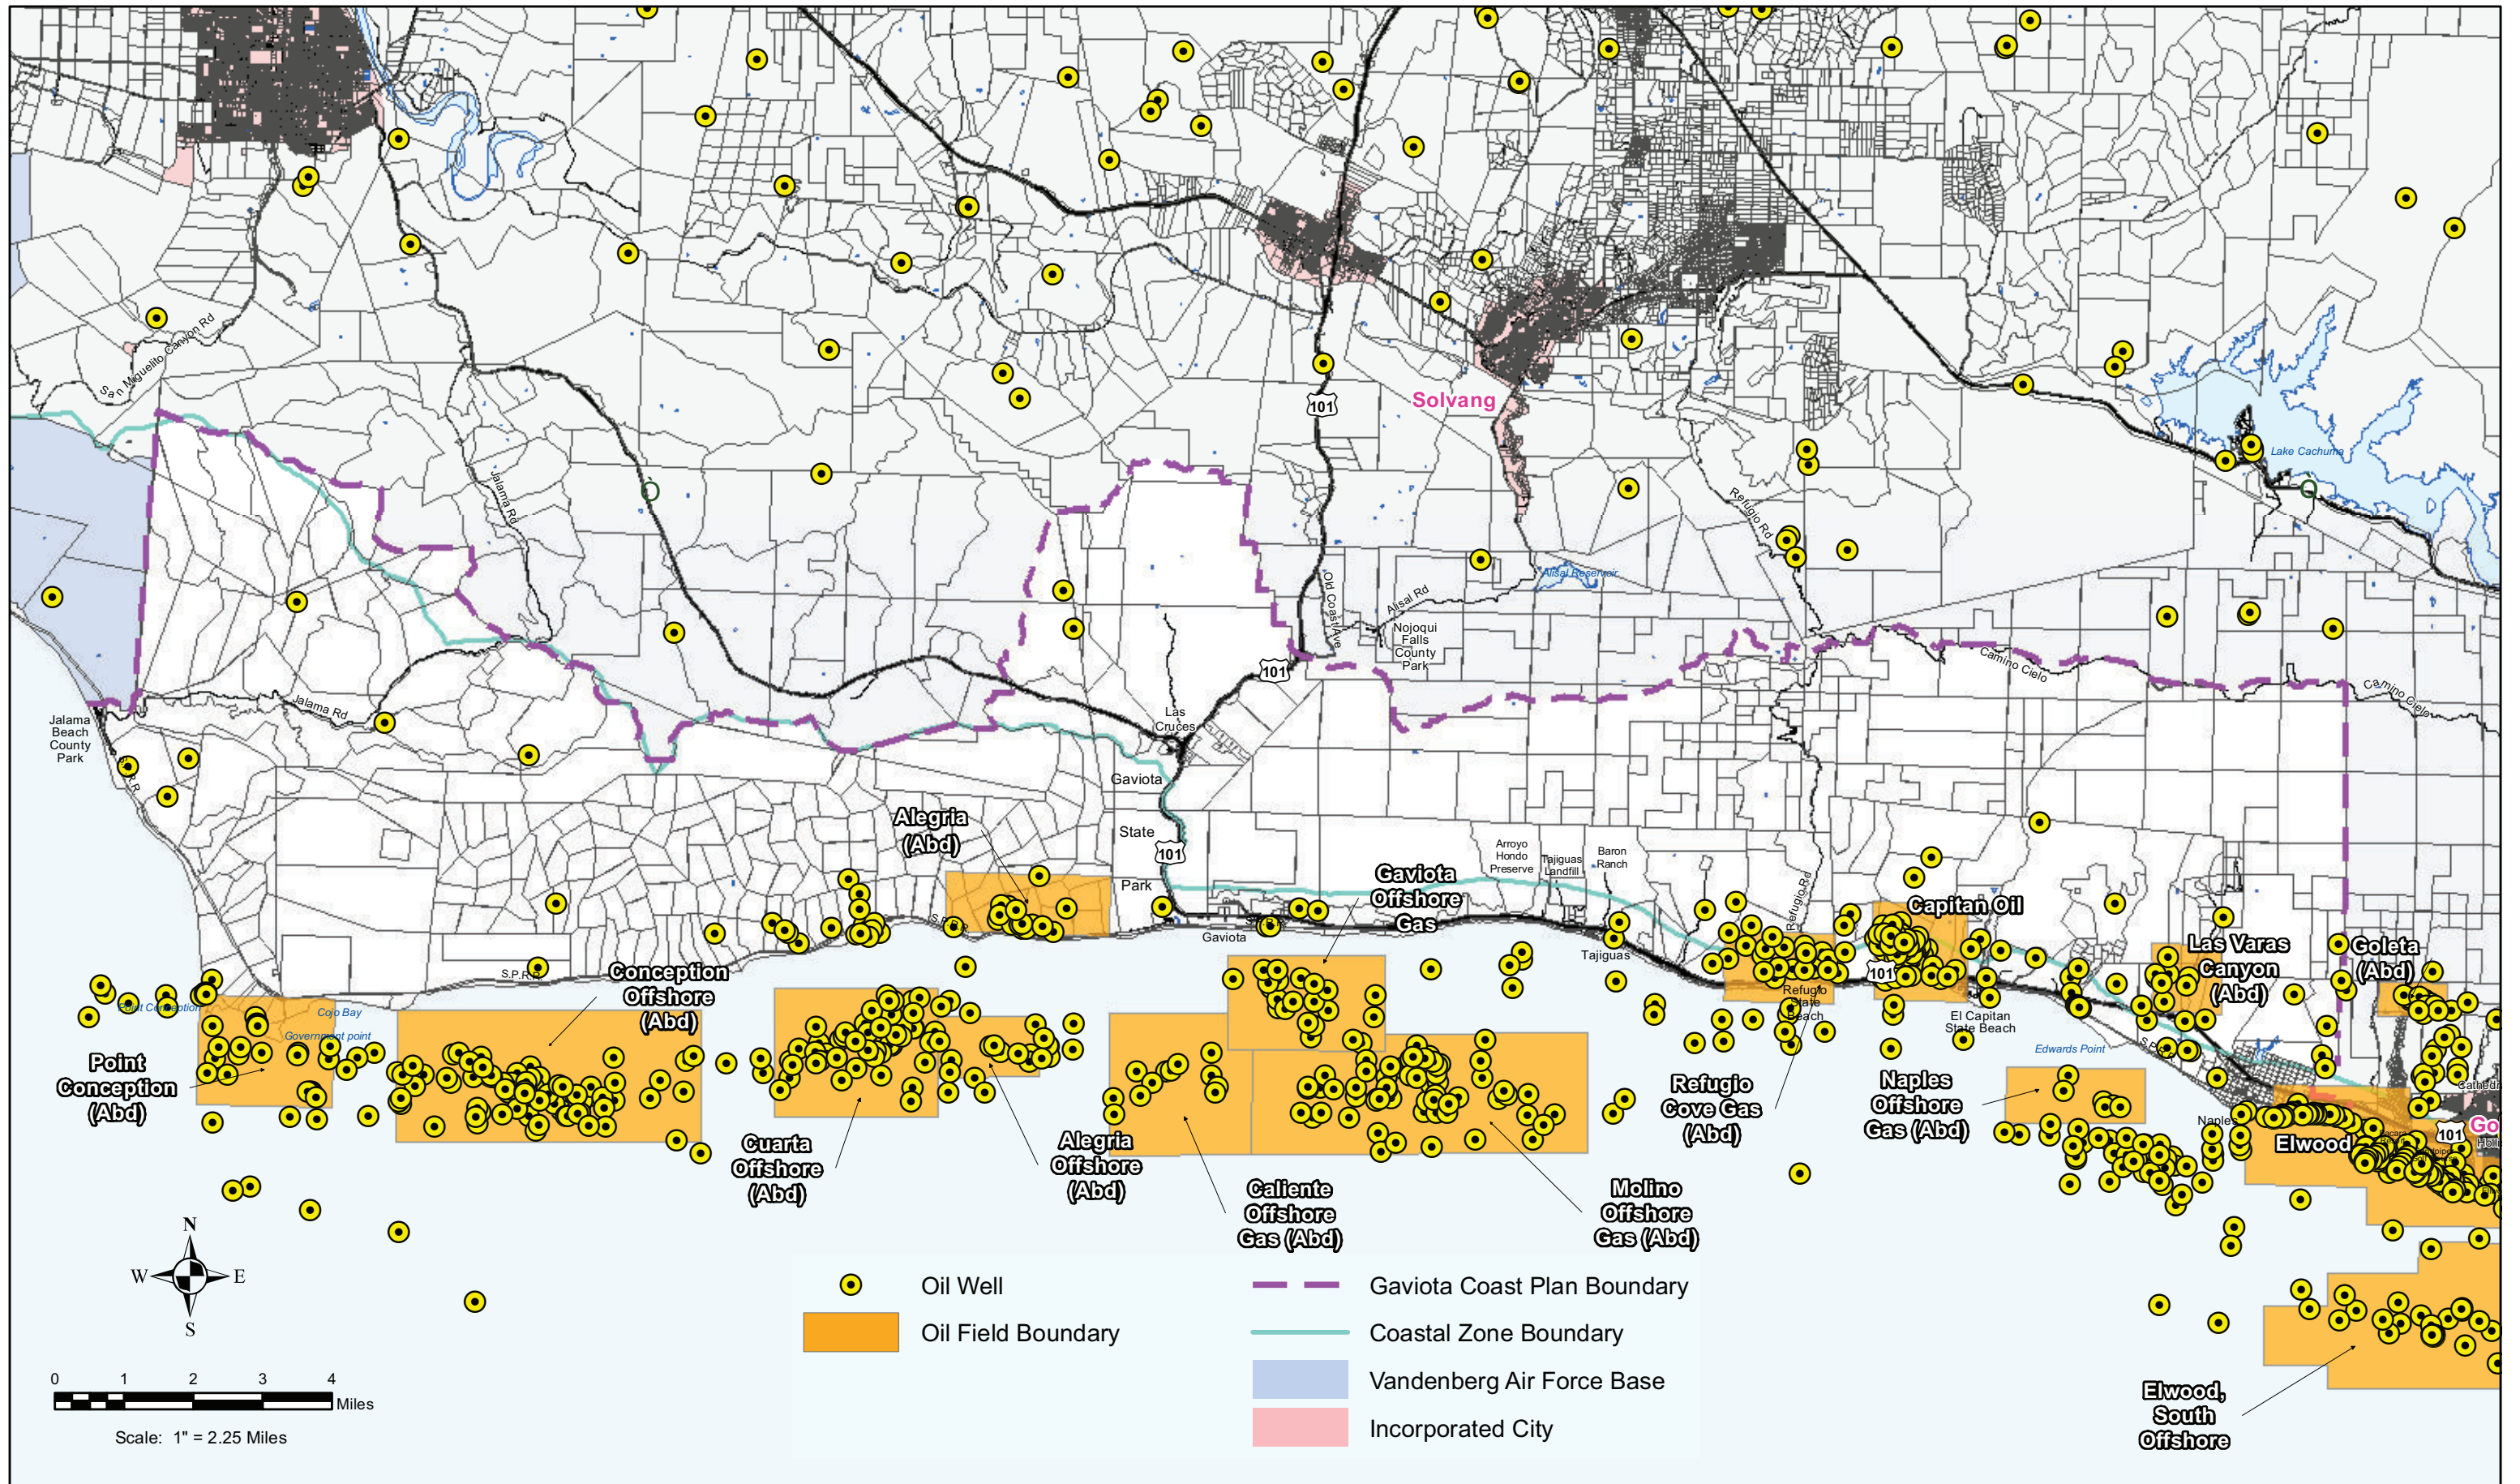 San Miguelito Canyon Rd
101
Solvang
Lake Cachuma
Jalama Rd
Refugio Rd
Alisal Reservoir
Old Coast Ave
Alisal Rd
Nojoqui
Falls
County
Park
101
Camino Cielo
Camino Cielo
Jalama Rd
Jalama
Beach
County
Park
Las
Cruces
Gaviota
State
Park
101
Alegria
(Abd)
Arroyo
Hondo
Preserve
Tajiguas
Landfill
Baron
Ranch
Gaviota
Offshore
Gas
Refugio Rd
Capitan Oil
Las Varas
Canyon
(Abd)
Goleta
(Abd)
S.P.R.R.
Gaviota
Tajiguas
101
Refugio
State
Beach
El Capitan
State Beach
S.P.R.R.
Conception
Offshore
(Abd)
Point Conception
Cojo Bay
Government point
Point
Conception
(Abd)
Edwards Point
S.P.R.R.
Refugio
Cove Gas
(Abd)
Naples
Offshore
Gas (Abd)
Naples
Elwood
101
Go
Cuarta
Offshore
(Abd)
Alegria
Offshore
(Abd)
Caliente
Offshore
Gas (Abd)
Molino
Offshore
Gas (Abd)
N
W E
S
Oil Well
Oil Field Boundary
Gaviota Coast Plan Boundary
Coastal Zone Boundary
Vandenberg Air Force Base
Incorporated City
0 1 2 3 4
Miles
Scale: 1" = 2.25 Miles
Elwood,
South
Offshore